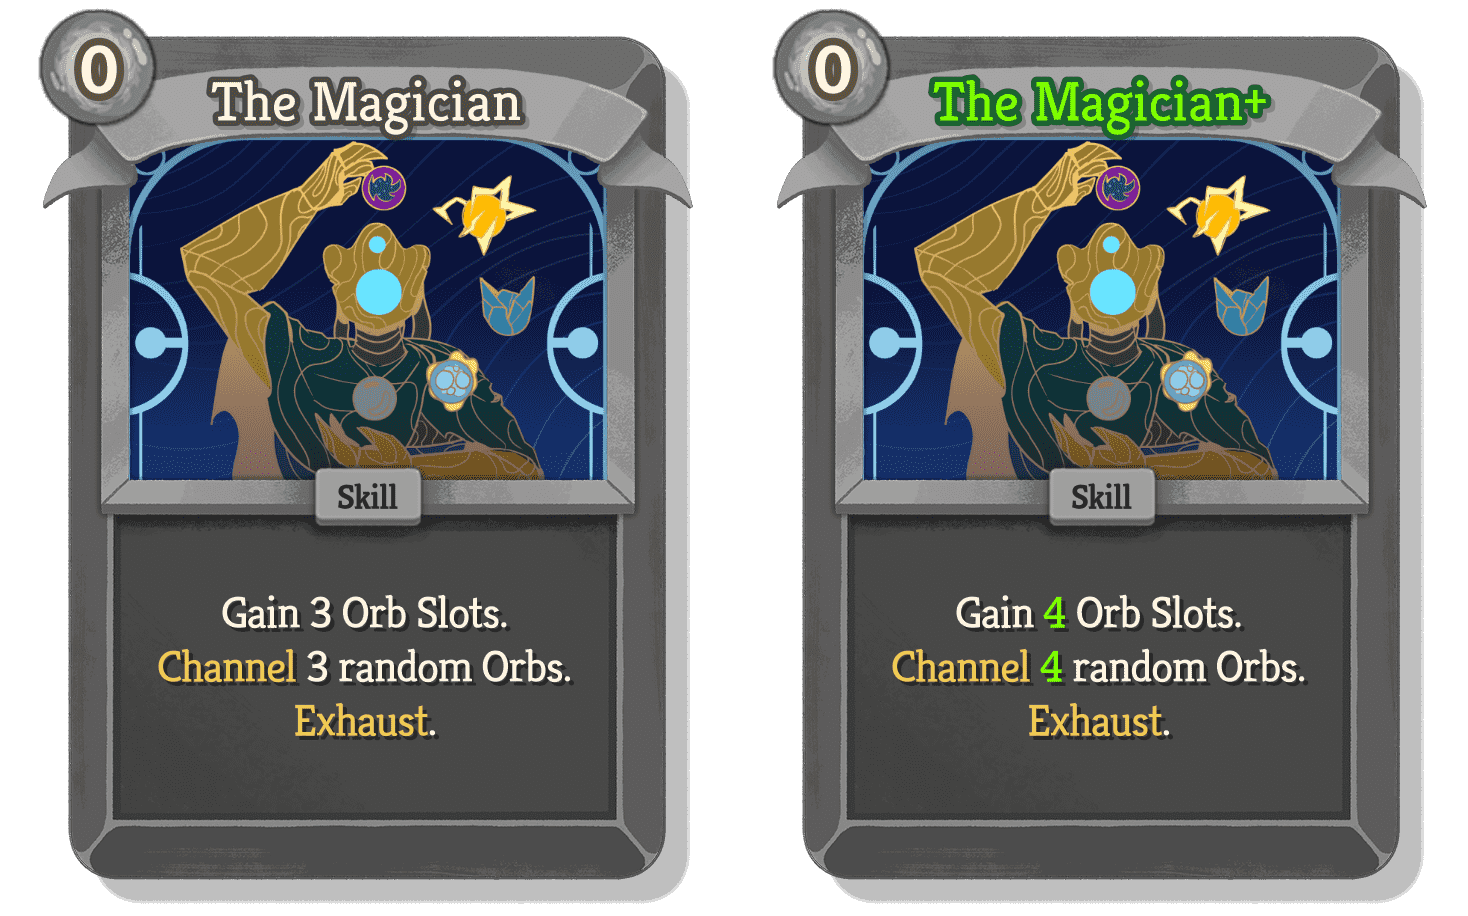 0
The Magician
Skill
Gain 3 Orb Slots.
Channel 3 random Orbs.
Exhaust.
0
The Magician+
Skill
Gain 4 Orb Slots.
Channel 4 random Orbs.
Exhaust.